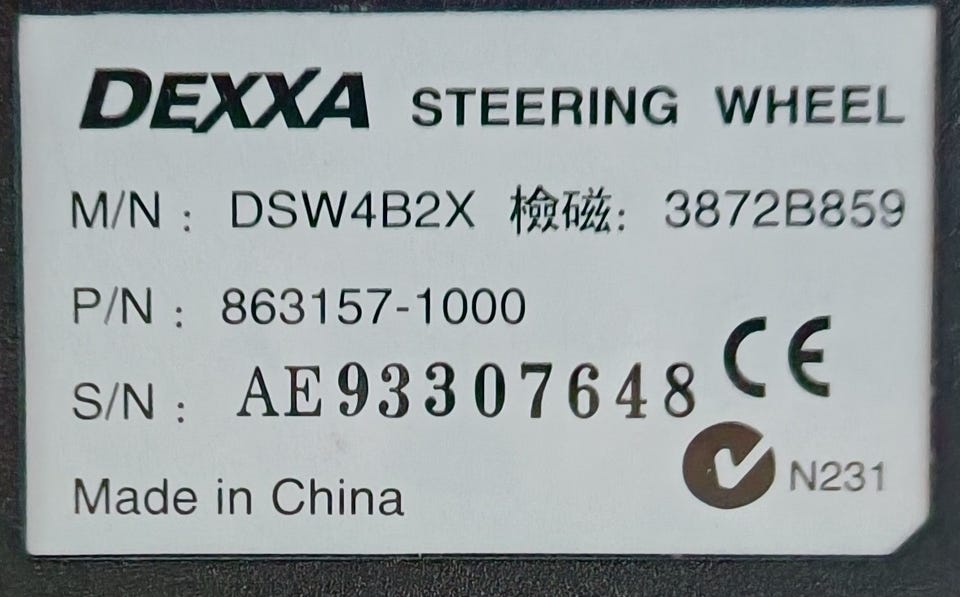 DEXXA STEERING WHEEL
M/N : DSW4B2X 檢磁: 3872B859
P/N : 863157-1000
S/N : AE93307648
CE
N231
Made in China